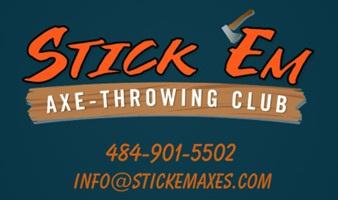 STICK 'EM
AXE-THROWING CLUB
484-901-5502
INFO@STICKEMAXES.COM